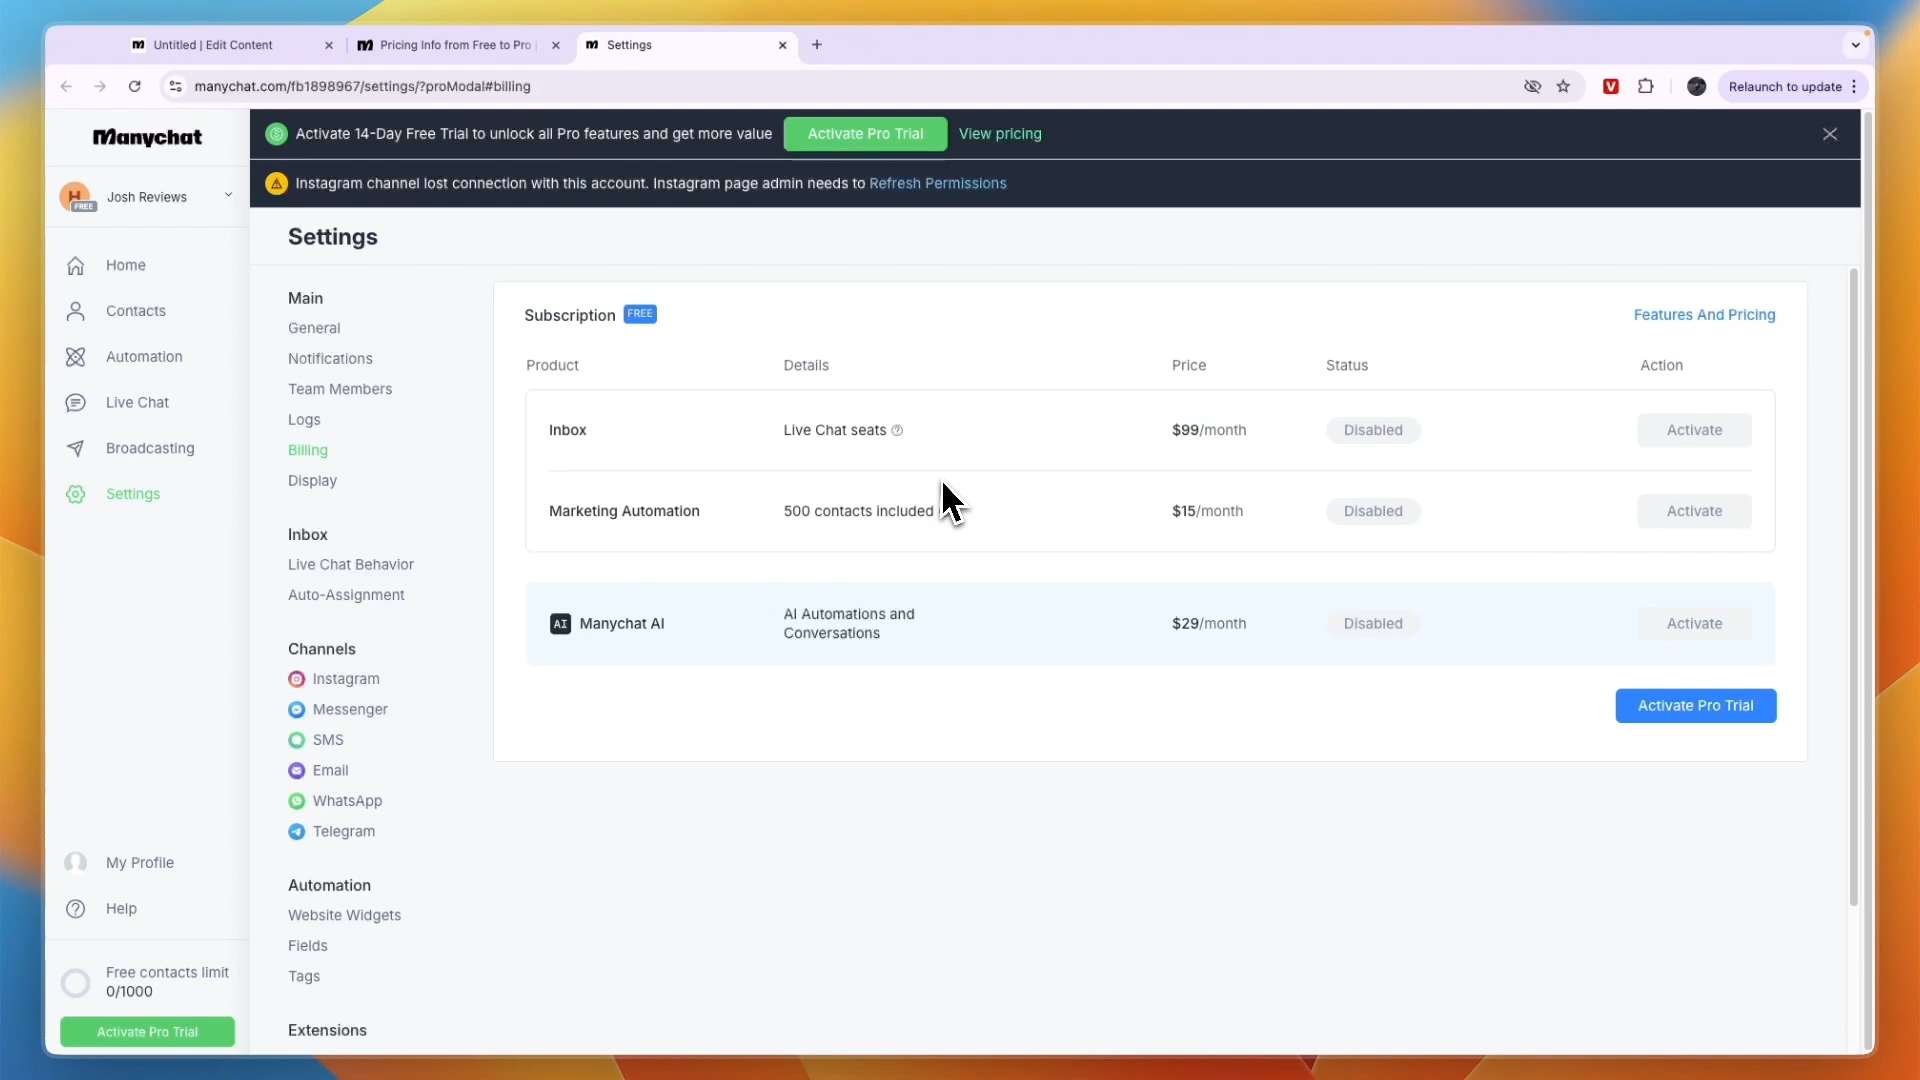 Untitled | Edit Content
Pricing Info from Free to Pro
Settings
manychat.com/fb1898967/settings/?proModal#billing
Relaunch to update
Manychat
Activate 14-Day Free Trial to unlock all Pro features and get more value
Activate Pro Trial
View pricing
Instagram channel lost connection with this account. Instagram page admin needs to Refresh Permissions
H
FREE
Josh Reviews
Home
Contacts
Automation
Live Chat
Broadcasting
Settings
My Profile
Help
Free contacts limit
0/1000
Activate Pro Trial
Settings
Main
General
Notifications
Team Members
Logs
Billing
Display
Inbox
Live Chat Behavior
Auto-Assignment
Channels
Instagram
Messenger
SMS
Email
WhatsApp
Telegram
Automation
Website Widgets
Fields
Tags
Extensions
Subscription FREE
Features And Pricing
Product Details Price Status Action
Inbox Live Chat seats $99/month Disabled Activate
Marketing Automation 500 contacts included $15/month Disabled Activate
AI Manychat AI AI Automations and
Conversations $29/month Disabled Activate
Activate Pro Trial